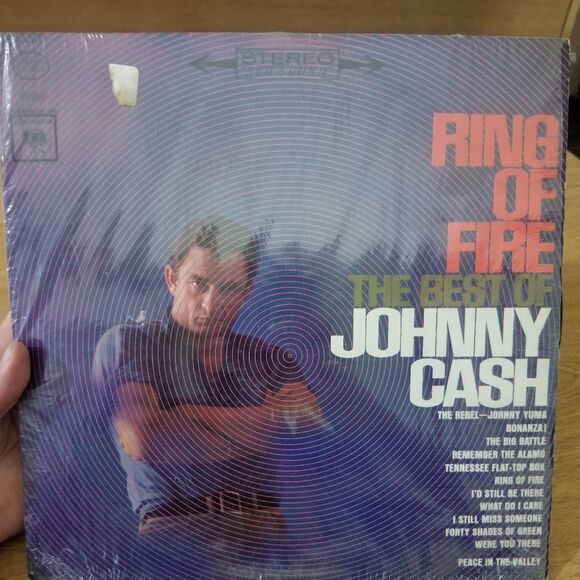 STEREO
360 SOUND
RING
OF
FIRE
THE BEST OF
JOHNNY
CASH
THE REBEL—JOHNNY YUMA
BONANZA!
THE BIG BATTLE
REMEMBER THE ALAMO
TENNESSEE FLAT-TOP BOX
RING OF FIRE
I'D STILL BE THERE
WHAT DO I CARE
I STILL MISS SOMEONE
FORTY SHADES OF GREEN
WERE YOU THERE
PEACE IN THE VALLEY